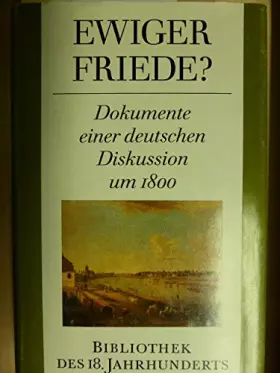 EWIGER
FRIEDE?
Dokumente
einer deutschen
Diskussion
um 1800
BIBLIOTHEK
DES 18. JAHRHUNDERTS